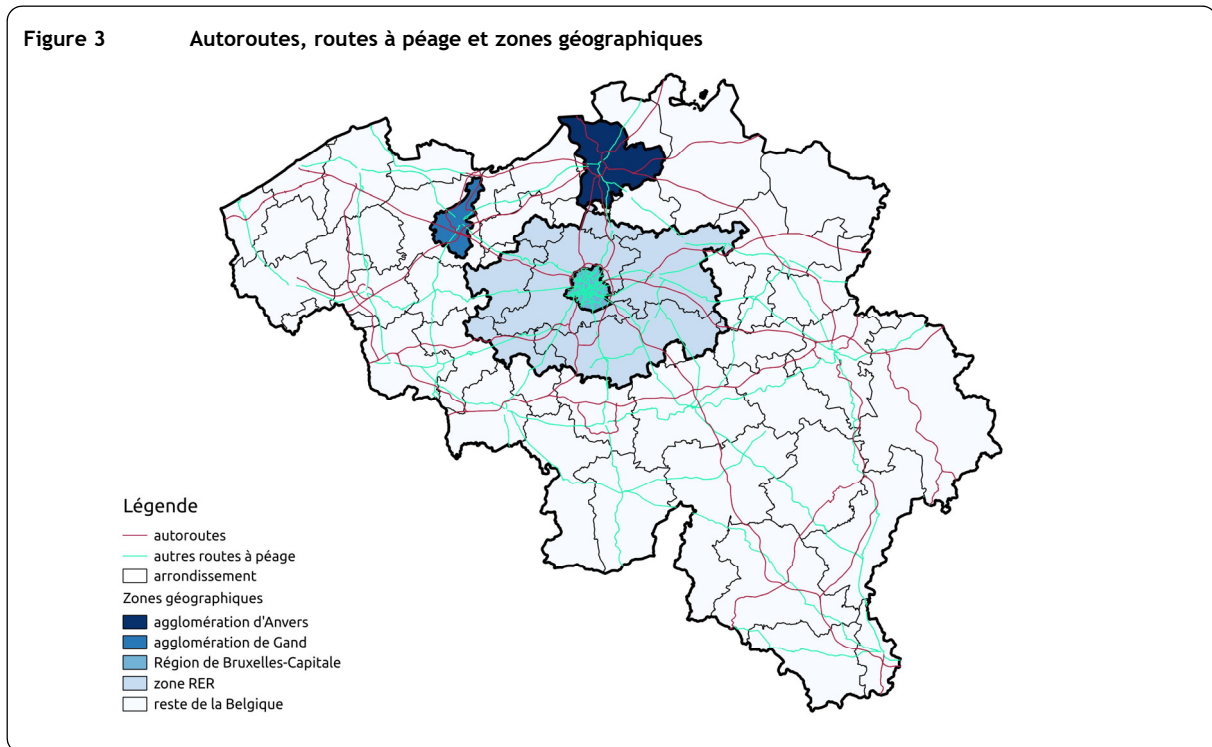 Figure 3 Autoroutes, routes à péage et zones géographiques
Légende
autoroutes
autres routes à péage
arrondissement
Zones géographiques
agglomération d'Anvers
agglomération de Gand
Région de Bruxelles-Capitale
zone RER
reste de la Belgique